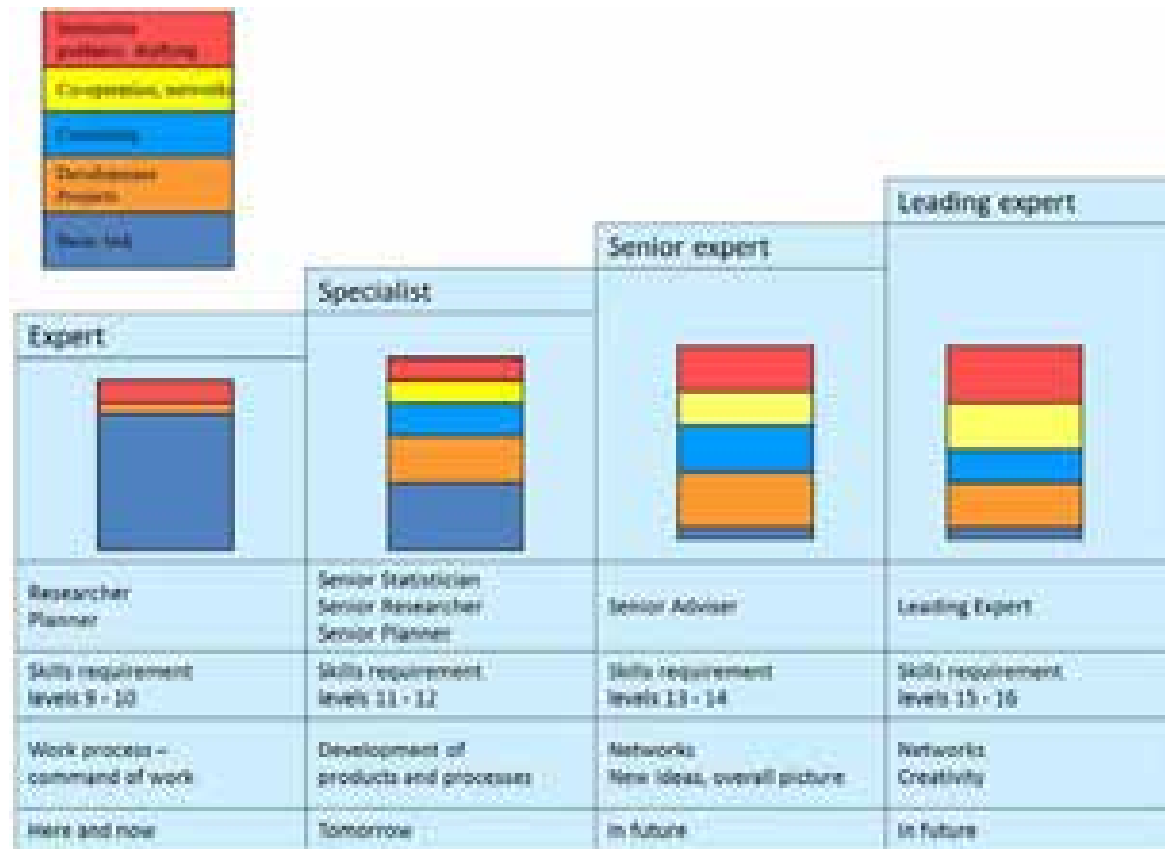 Co-operation, networks
Development
Projects
Basic task
Leading expert
Senior expert
Specialist
Expert
Researcher
Planner
Senior Statistician
Senior Researcher
Senior Planner
Senior Adviser
Leading Expert
Skills requirement
levels 9 - 10
Skills requirement
levels 11 - 12
Skills requirement
levels 13 - 14
Skills requirement
levels 15 - 16
Work process –
command of work
Development of
products and processes
Networks
New ideas, overall picture
Networks
Creativity
Here and now
Tomorrow
In future
In future